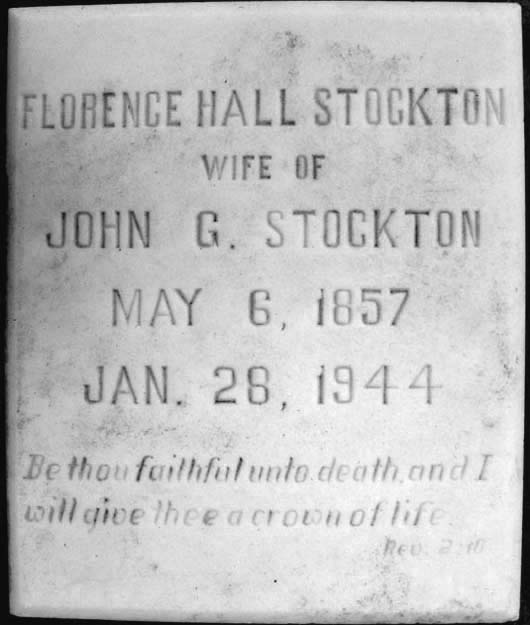 FLORENCE HALL STOCKTON
WIFE OF
JOHN G. STOCKTON
MAY 6, 1857
JAN. 28, 1944
Be thou faithful unto death, and I
will give thee a crown of life.
Rev. 2:10